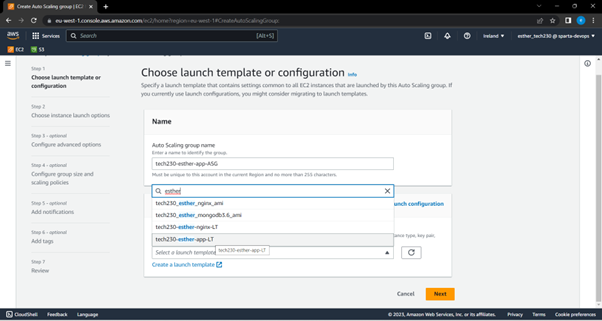 Create Auto Scaling group | EC2
eu-west-1.console.aws.amazon.com/ec2/home?region=eu-west-1#CreateAutoScalingGroup:
aws
Services
Search
[Alt+S]
Ireland
esther_tech230 @ sparta-devops
EC2
S3
Step 1
Choose launch template or
configuration
Step 2
Choose instance launch options
Step 3 - optional
Configure advanced options
Step 4 - optional
Configure group size and
scaling policies
Step 5 - optional
Add notifications
Step 6 - optional
Add tags
Step 7
Review
Choose launch template or configuration Info
Specify a launch template that contains settings common to all EC2 instances that are launched by this Auto Scaling group. If
you currently use launch configurations, you might consider migrating to launch templates.
Name
Auto Scaling group name
Enter a name to identify the group.
tech230-esther-app-ASG
Must be unique to this account in the current Region and no more than 255 characters.
esther
tech230_esther_nginx_ami
tech230_esther_mongodb3.6_ami
tech230-esther-nginx-LT
tech230-esther-app-LT
tech230-esther-app-LT
launch configuration
ance type, key pair,
Select a launch template
Create a launch template
Cancel
Next
CloudShell
Feedback
Language
© 2023, Amazon Web Services, Inc. or its affiliates.
Privacy
Terms
Cookie preferences